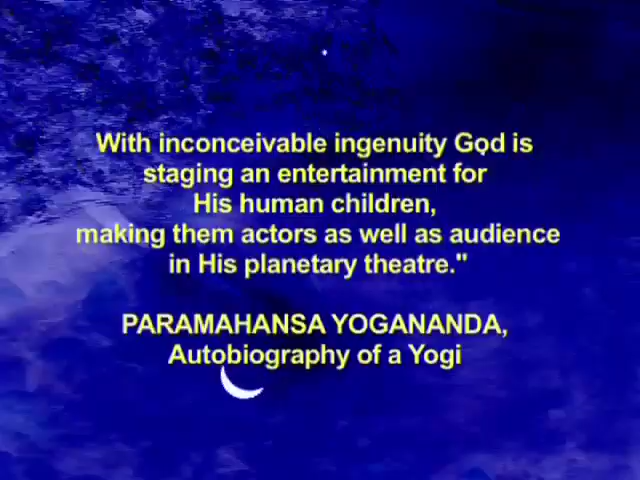 With inconceivable ingenuity God is
staging an entertainment for
His human children,
making them actors as well as audience
in His planetary theatre."
PARAMAHANSA YOGANANDA,
Autobiography of a Yogi